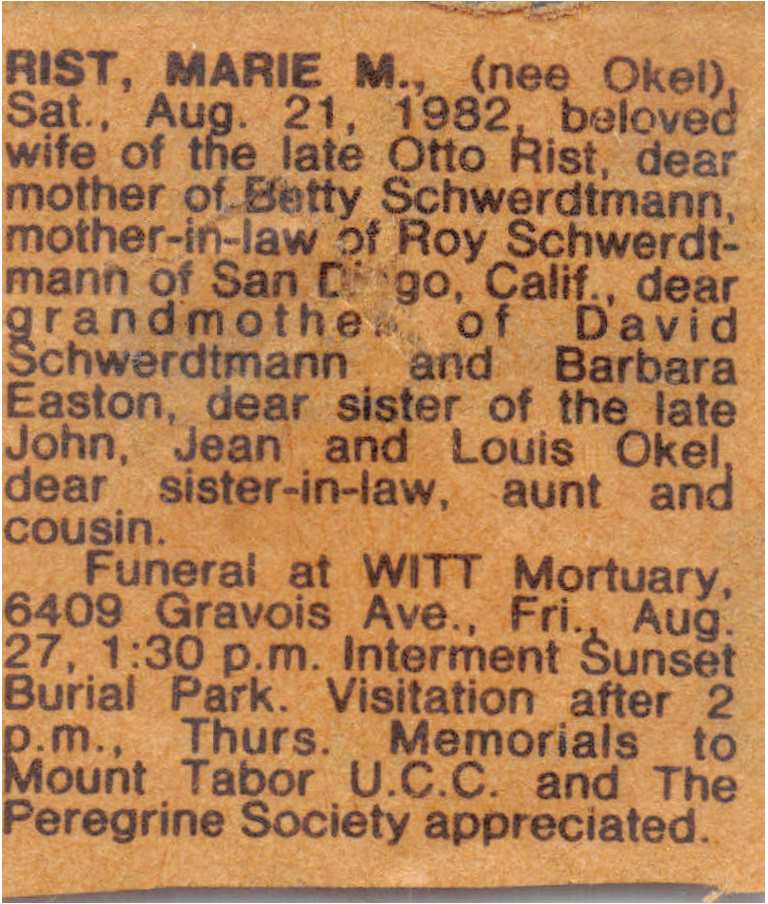 RIST, MARIE M., (nee Okel),
Sat., Aug. 21, 1982, beloved
wife of the late Otto Rist, dear
mother of Betty Schwerdtmann,
mother-in-law of Roy Schwerdt-
mann of San Diego, Calif., dear
grandmother of David
Schwerdtmann and Barbara
Easton, dear sister of the late
John, Jean and Louis Okel,
dear sister-in-law, aunt and
cousin.
Funeral at WITT Mortuary,
6409 Gravois Ave., Fri., Aug.
27, 1:30 p.m. Interment Sunset
Burial Park. Visitation after 2
p.m., Thurs. Memorials to
Mount Tabor U.C.C. and The
Peregrine Society appreciated.